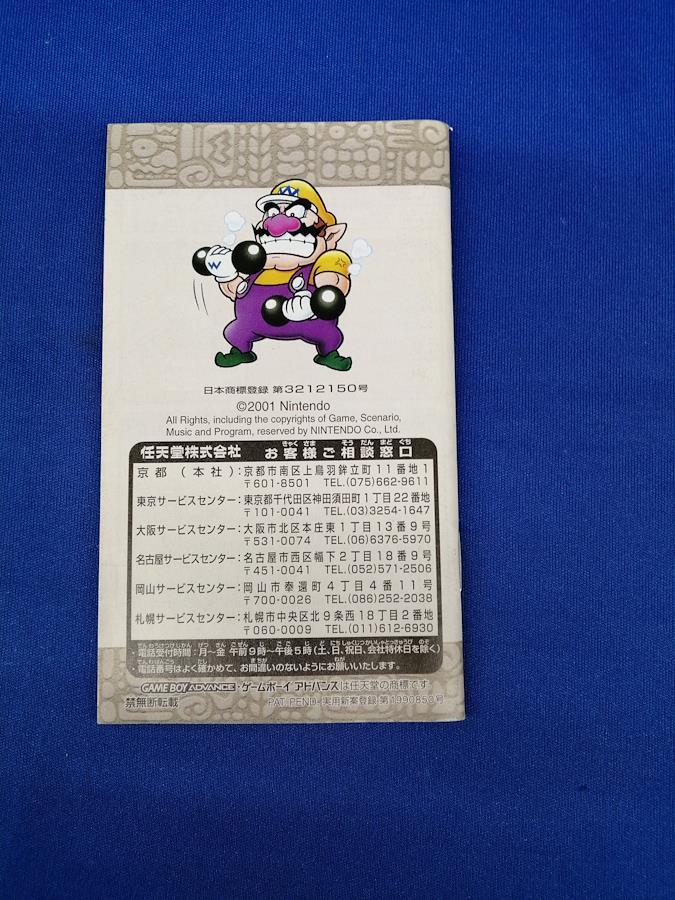 W
W
日本商標登録 第3212150号
©2001 Nintendo
All Rights, including the copyrights of Game, Scenario,
Music and Program, reserved by NINTENDO Co., Ltd.
任天堂株式会社 お客様ご相談窓口
きゃく さま そう だん まど ぐち
京都(本社):京都市南区上鳥羽鉾立町11番地1
〒601-8501 TEL.(075)662-9611
東京サービスセンター:東京都千代田区神田須田町1丁目22番地
〒101-0041 TEL.(03)3254-1647
大阪サービスセンター:大阪市北区本庄東1丁目13番9号
〒531-0074 TEL.(06)6376-5970
名古屋サービスセンター:名古屋市西区幅下2丁目18番9号
〒451-0041 TEL.(052)571-2506
岡山サービスセンター:岡山市奉還町4丁目4番11号
〒700-0026 TEL.(086)252-2038
札幌サービスセンター:札幌市中央区北9条西18丁目2番地
〒060-0009 TEL.(011)612-6930
・電話受付時間:月〜金 午前9時〜午後5時(土、日、祝日、会社特休日を除く)
・電話番号はよく確かめて、お間違いのないようにお願いいたします。
GAME BOY ADVANCE・ゲームボーイ アドバンスは任天堂の商標です。
禁無断転載
PAT. PEND. 実用新案登録 第1990850号